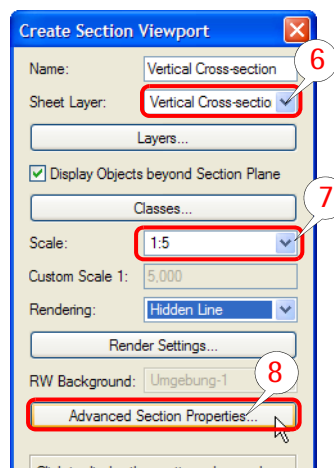 Create Section Viewport
6
Name: Vertical Cross-section
Sheet Layer: Vertical Cross-sectio
Layers...
Display Objects beyond Section Plane
7
Classes...
Scale: 1:5
Custom Scale 1: 5,000
Rendering: Hidden Line
Render Settings...
8
RW Background: Umgebung-1
Advanced Section Properties...